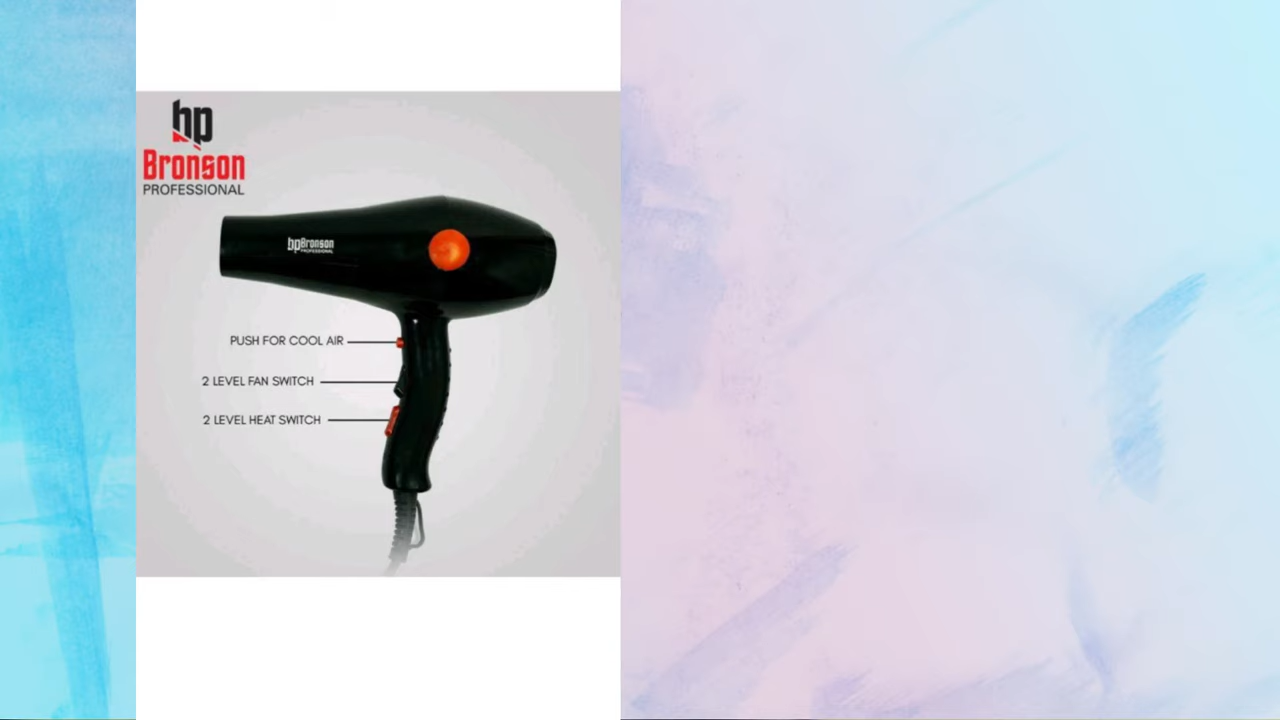 bp
Bronson
PROFESSIONAL
bpBronson
PROFESSIONAL
PUSH FOR COOL AIR
2 LEVEL FAN SWITCH
2 LEVEL HEAT SWITCH